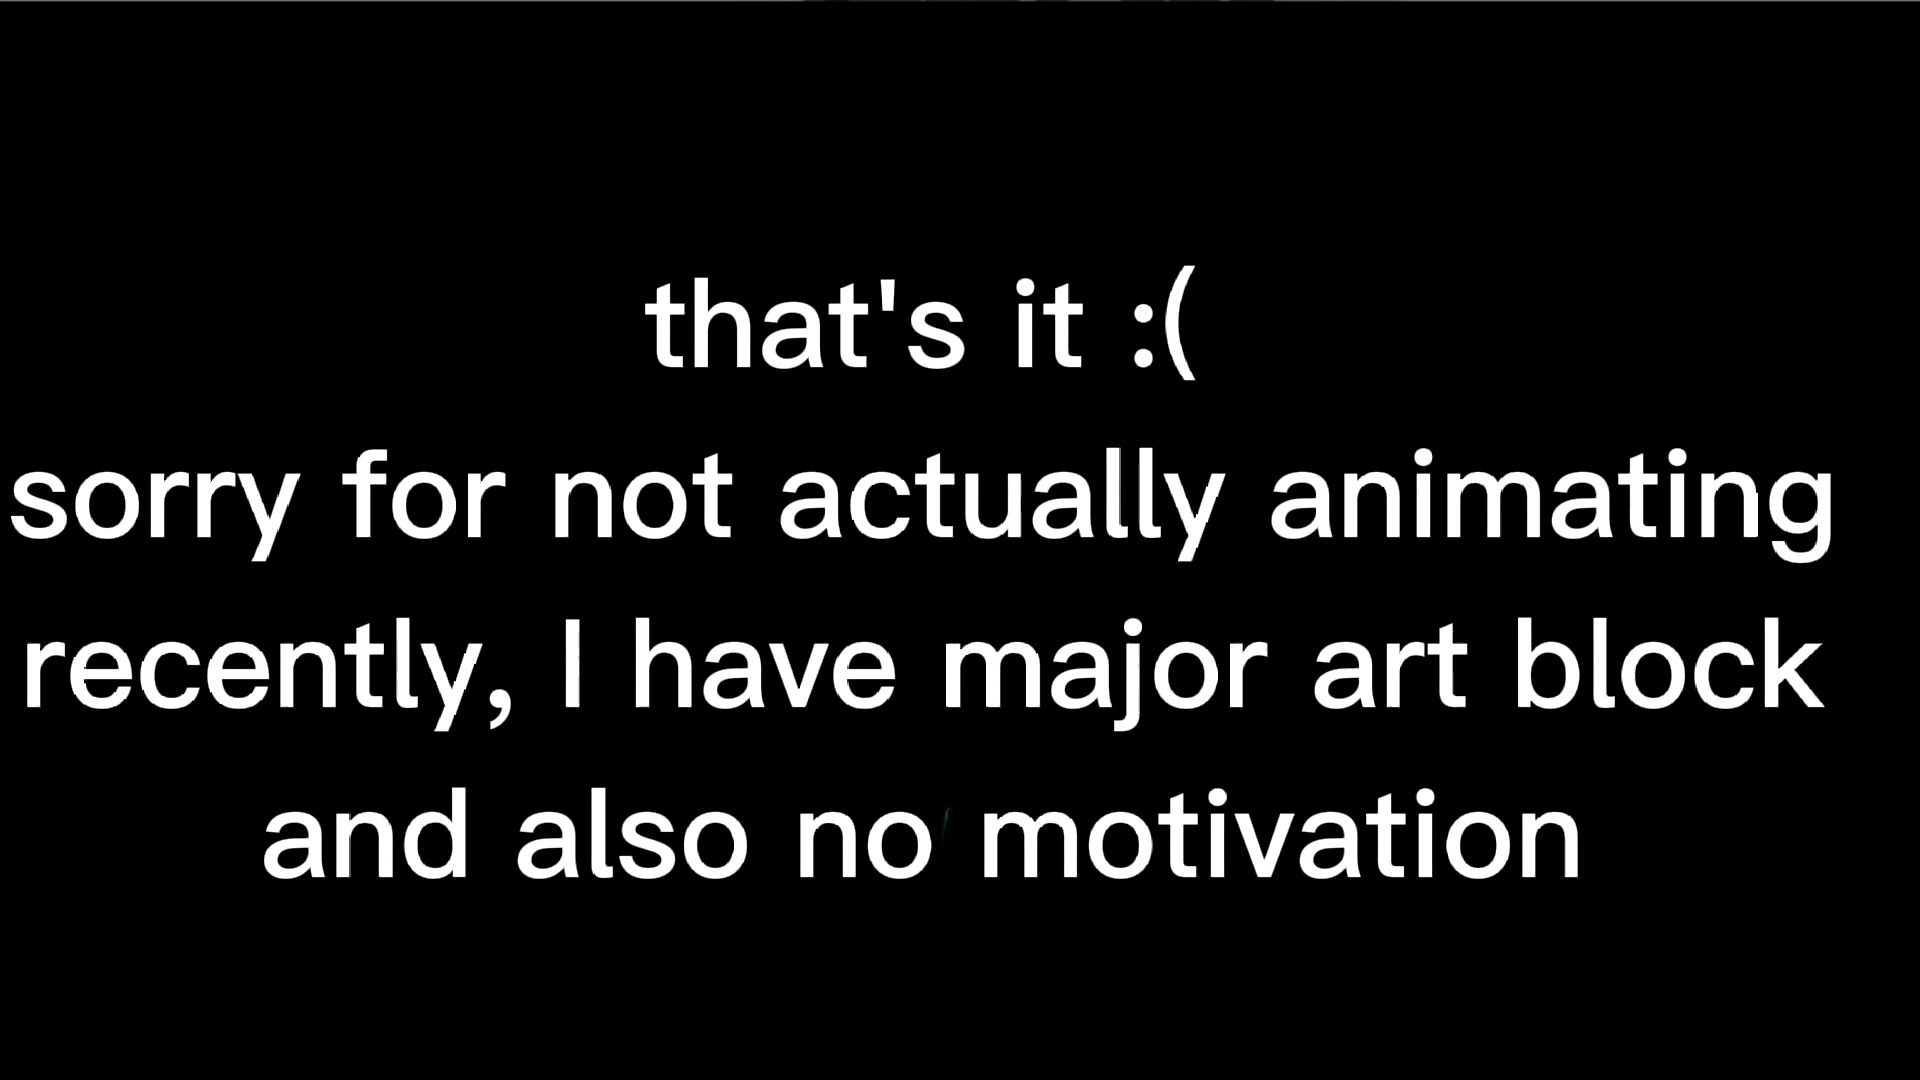 that's it :(
sorry for not actually animating
recently, I have major art block
and also no motivation